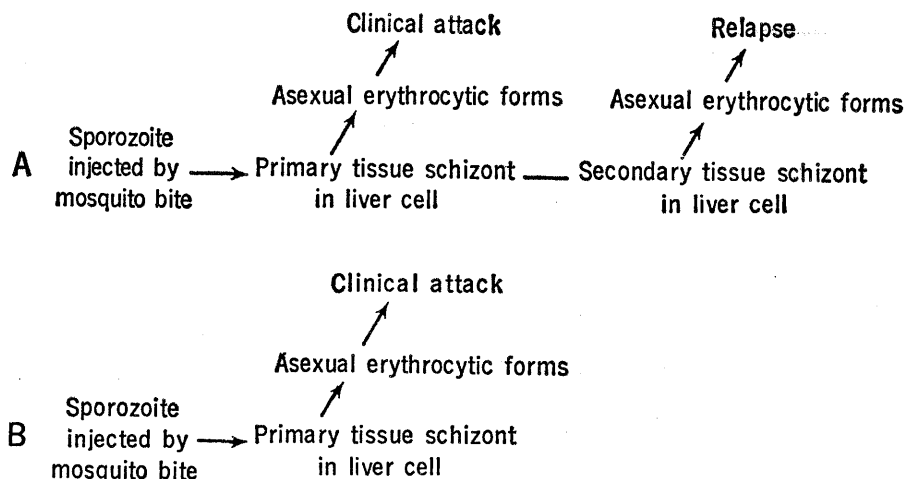 Clinical attack
Relapse
Asexual erythrocytic forms
Asexual erythrocytic forms
A
Sporozoite
injected by
mosquito bite
Primary tissue schizont
in liver cell
Secondary tissue schizont
in liver cell
Clinical attack
Asexual erythrocytic forms
B
Sporozoite
injected by
mosquito bite
Primary tissue schizont
in liver cell